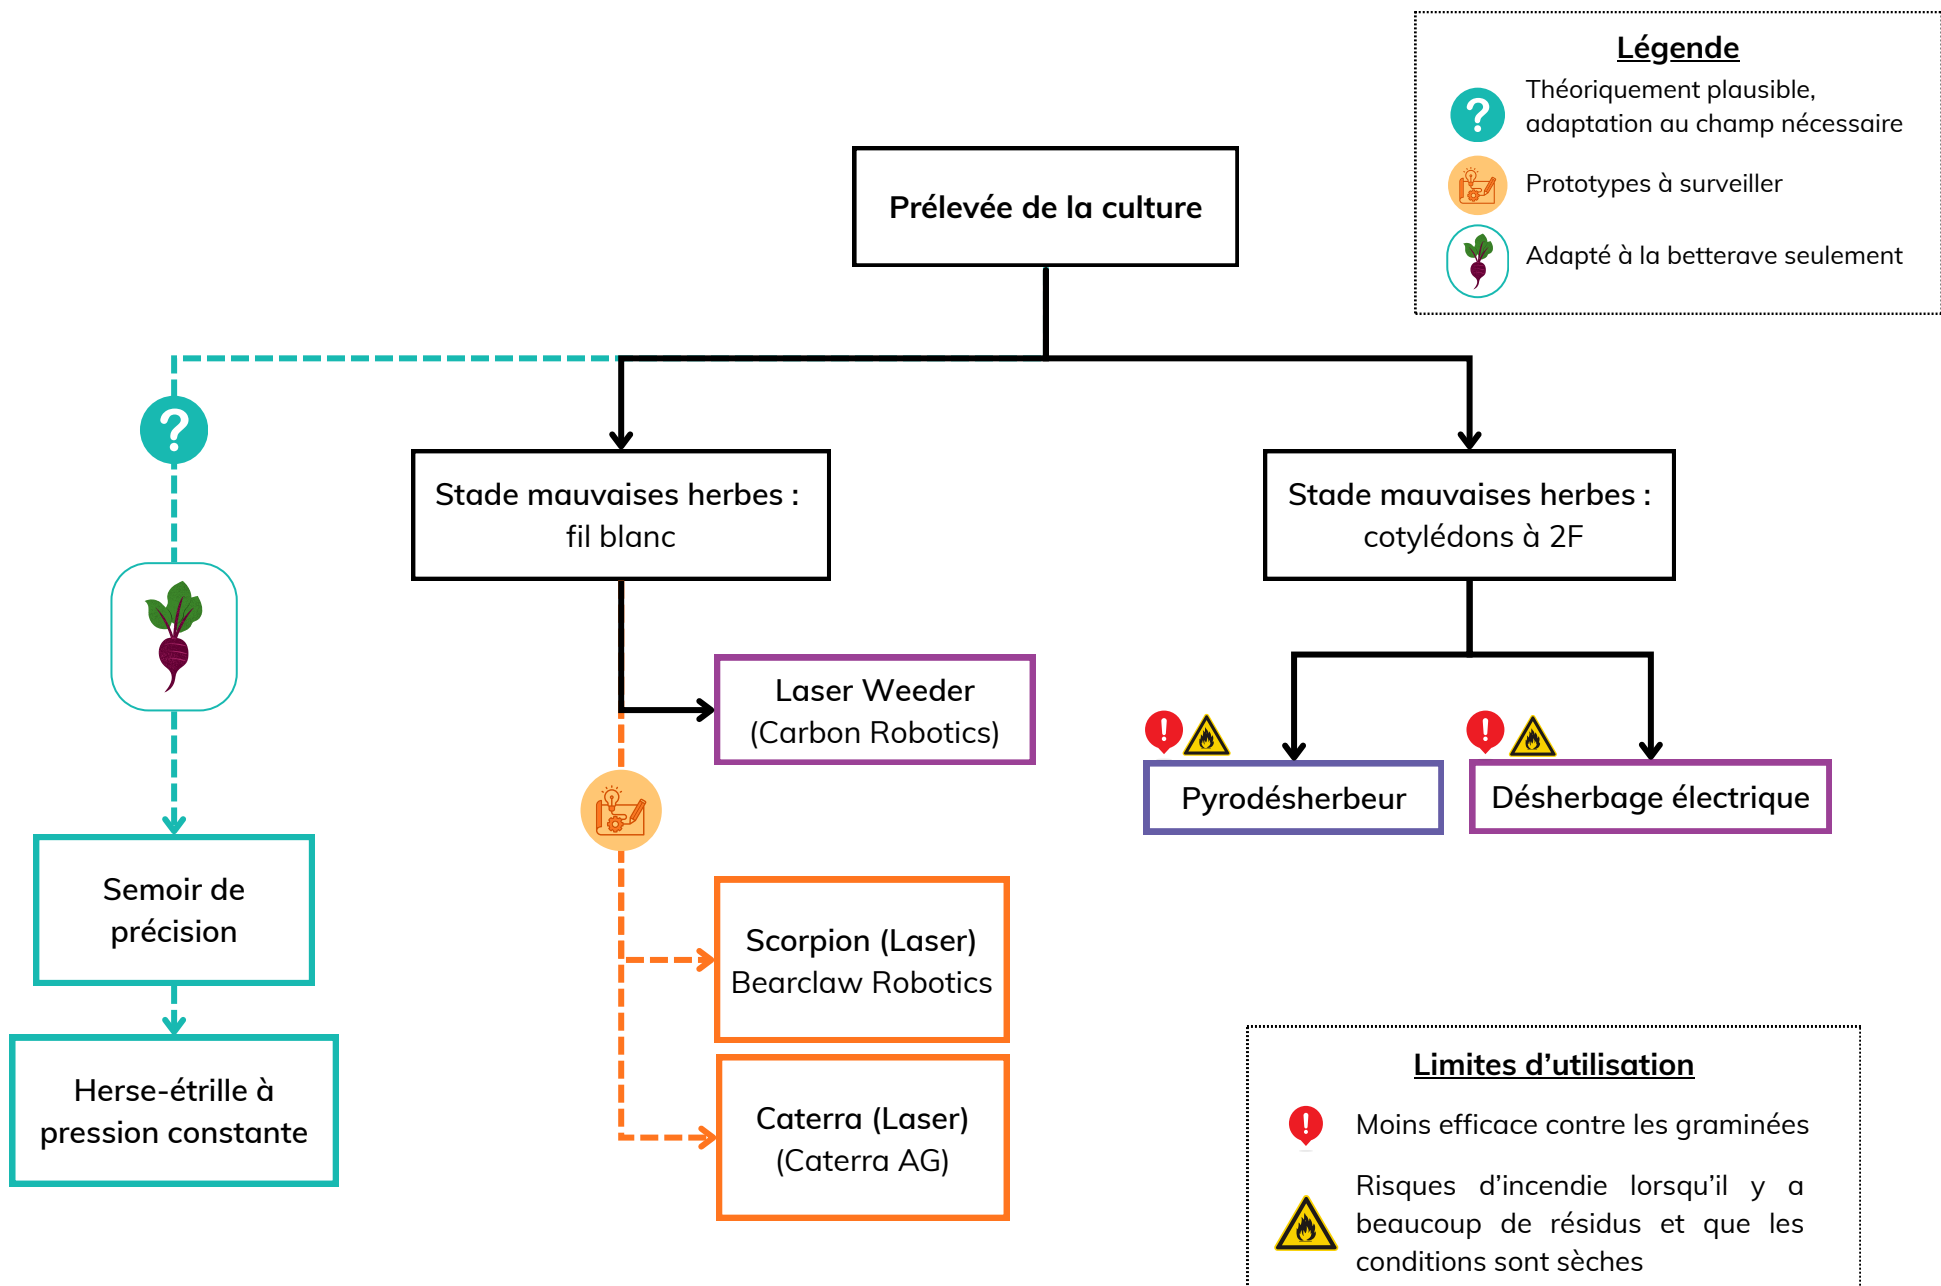 Légende
Théoriquement plausible,
adaptation au champ nécessaire
Prototypes à surveiller
Adapté à la betterave seulement
Prélevée de la culture
?
Stade mauvaises herbes :
fil blanc
Stade mauvaises herbes :
cotylédons à 2F
Laser Weeder
(Carbon Robotics)
Pyrodésherbeur
Désherbage électrique
Semoir de
précision
Scorpion (Laser)
Bearclaw Robotics
Herse-étrille à
pression constante
Caterra (Laser)
(Caterra AG)
Limites d’utilisation
Moins efficace contre les graminées
Risques d’incendie lorsqu’il y a
beaucoup de résidus et que les
conditions sont sèches